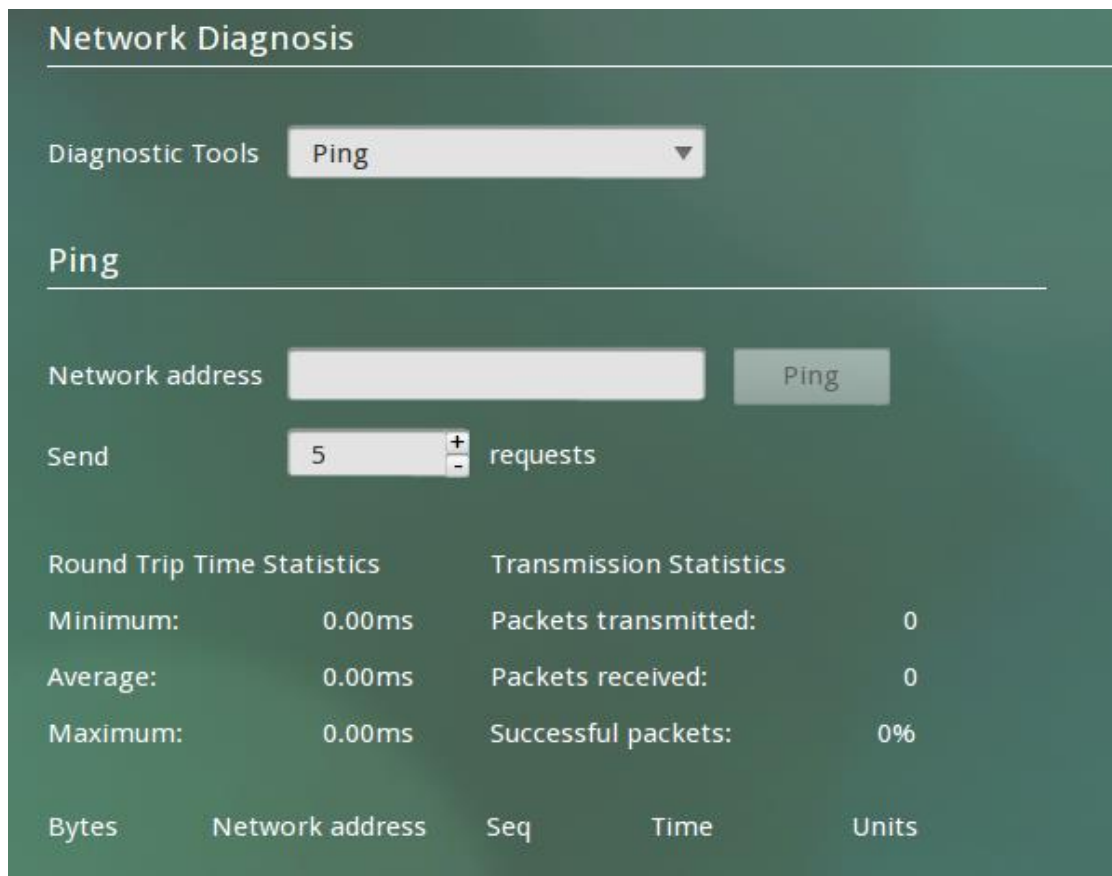 Network Diagnosis
Diagnostic Tools Ping
Ping
Network address Ping
Send 5 + - requests
Round Trip Time Statistics Transmission Statistics
Minimum: 0.00ms Packets transmitted: 0
Average: 0.00ms Packets received: 0
Maximum: 0.00ms Successful packets: 0%
Bytes Network address Seq Time Units